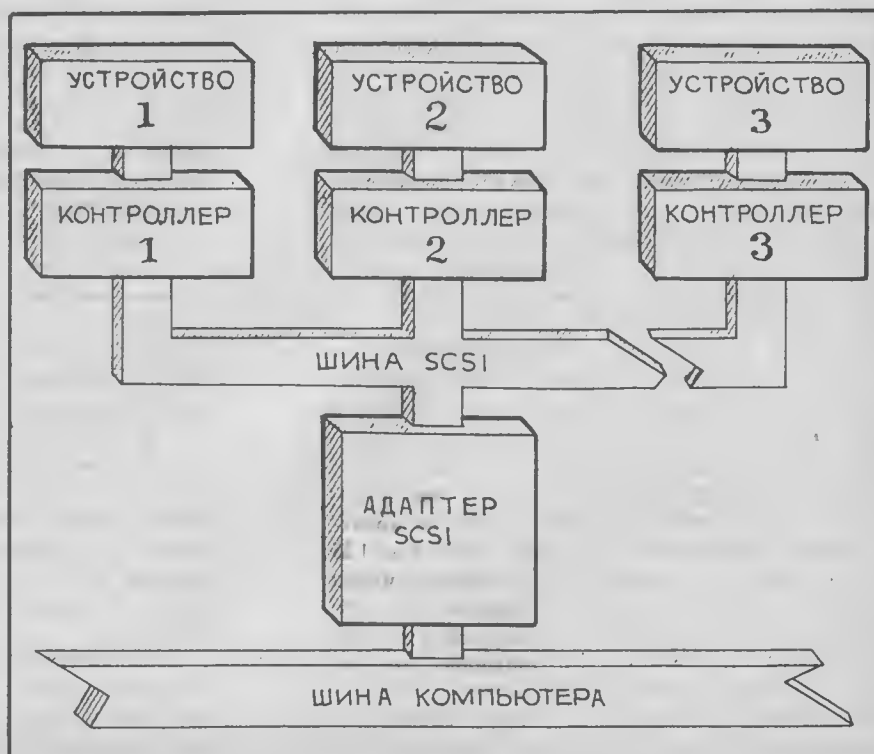 УСТРОЙСТВО
1
УСТРОЙСТВО
2
УСТРОЙСТВО
3
КОНТРОЛЛЕР
1
КОНТРОЛЛЕР
2
КОНТРОЛЛЕР
3
ШИНА SCSI
АДАПТЕР
SCSI
ШИНА КОМПЬЮТЕРА